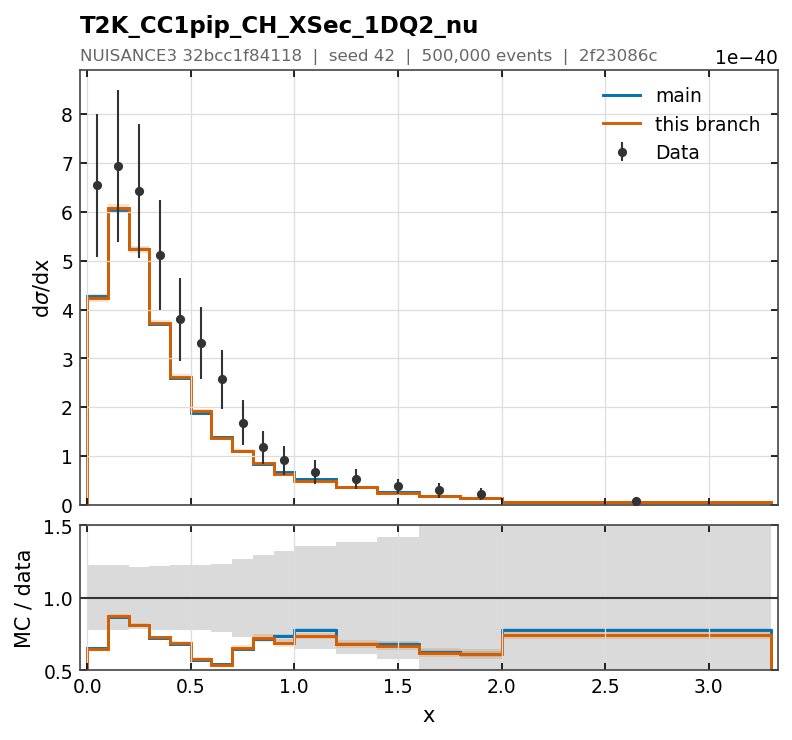 T2K_CC1pip_CH_XSec_1DQ2_nu
NUISANCE3 32bcc1f84118 | seed 42 | 500,000 events | 2f23086c
1e−40
main
this branch
Data
dσ/dx
8
7
6
5
4
3
2
1
0
MC / data
1.5
1.0
0.5
0.0 0.5 1.0 1.5 2.0 2.5 3.0
x